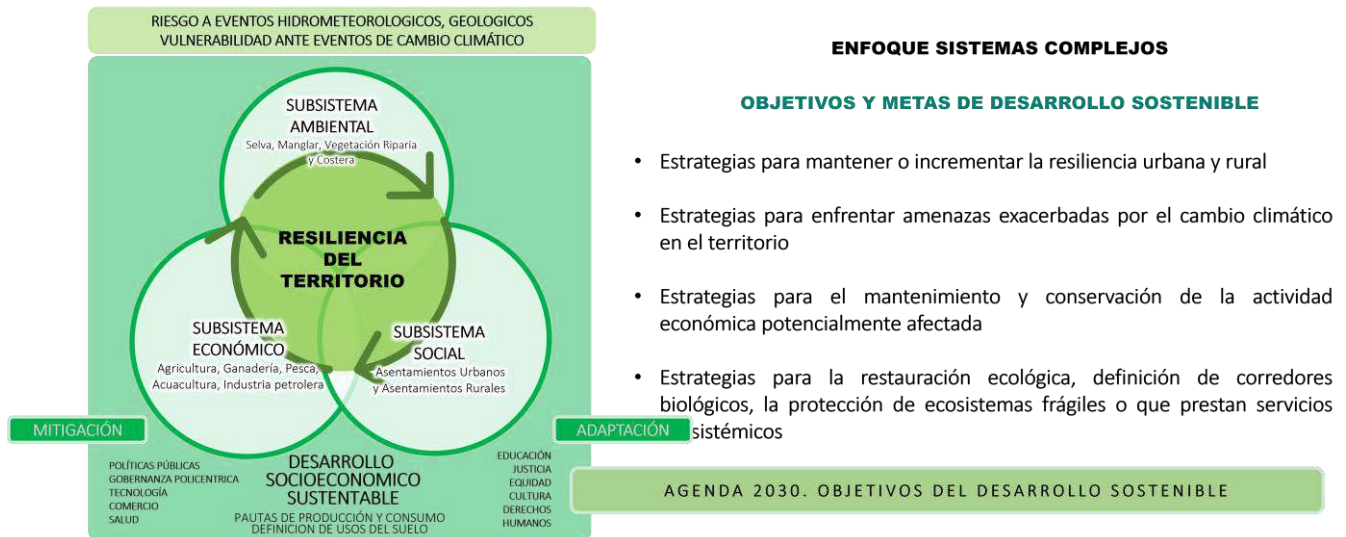 RIESGO A EVENTOS HIDROMETEOROLOGICOS, GEOLOGICOS
VULNERABILIDAD ANTE EVENTOS DE CAMBIO CLIMÁTICO
SUBSISTEMA
AMBIENTAL
Selva, Manglar, Vegetación Riparia
y Costera
RESILIENCIA
DEL
TERRITORIO
SUBSISTEMA
ECONÓMICO
Agricultura, Ganadería, Pesca,
Acuacultura, Industria petrolera
SUBSISTEMA
SOCIAL
Asentamientos Urbanos
y Asentamientos Rurales
MITIGACIÓN
ADAPTACIÓN
POLÍTICAS PÚBLICAS
GOBERNANZA POLICENTRICA
TECNOLOGÍA
COMERCIO
SALUD
DESARROLLO
SOCIOECONOMICO
SUSTENTABLE
PAUTAS DE PRODUCCIÓN Y CONSUMO
DEFINICION DE USOS DEL SUELO
EDUCACIÓN
JUSTICIA
EQUIDAD
CULTURA
DERECHOS
HUMANOS
ENFOQUE SISTEMAS COMPLEJOS
OBJETIVOS Y METAS DE DESARROLLO SOSTENIBLE
• Estrategias para mantener o incrementar la resiliencia urbana y rural
• Estrategias para enfrentar amenazas exacerbadas por el cambio climático
en el territorio
• Estrategias para el mantenimiento y conservación de la actividad
económica potencialmente afectada
• Estrategias para la restauración ecológica, definición de corredores
biológicos, la protección de ecosistemas frágiles o que prestan servicios
sistémicos
AGENDA 2030. OBJETIVOS DEL DESARROLLO SOSTENIBLE